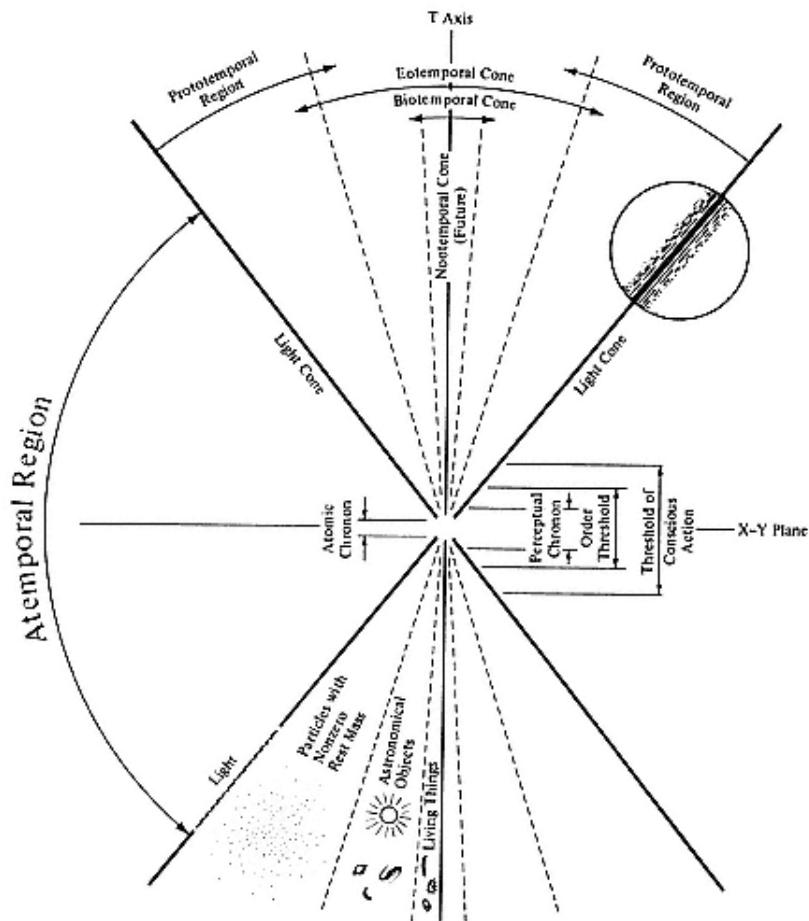 T Axis
Prototemporal
Region
Eotemporal Cone
Biotemporal Cone
Prototemporal
Region
Nootemporal Cone
(Future)
Light Cone
Light Cone
Atemporal Region
Atomic
Chronon
Perceptual
Chronon
Order
Threshold
Threshold of
Conscious
Action
X–Y Plane
Light
Particles with
Nonzero
Rest Mass
Astronomical
Objects
Living Things